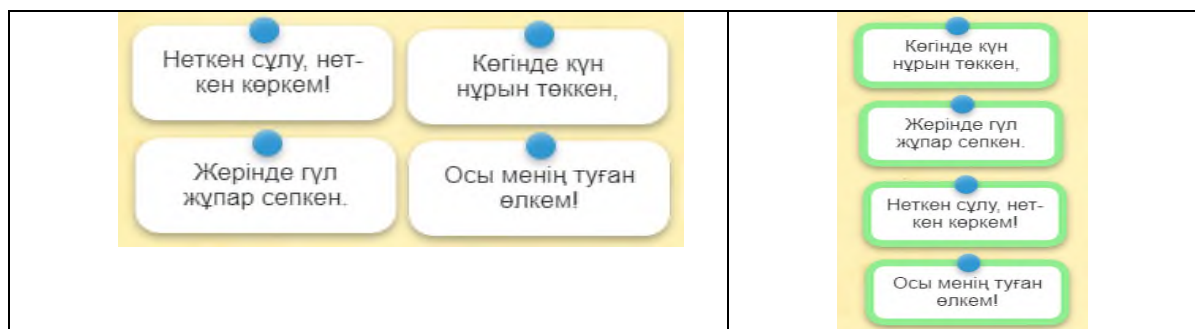 Неткен сұлу, нет-
кен көркем!
Көгінде күн
нұрын төккен,
Жерінде гүл
жұпар сепкен.
Осы менің туған
өлкем!
Көгінде күн
нұрын төккен,
Жерінде гүл
жұпар сепкен.
Неткен сұлу, нет-
кен көркем!
Осы менің туған
өлкем!